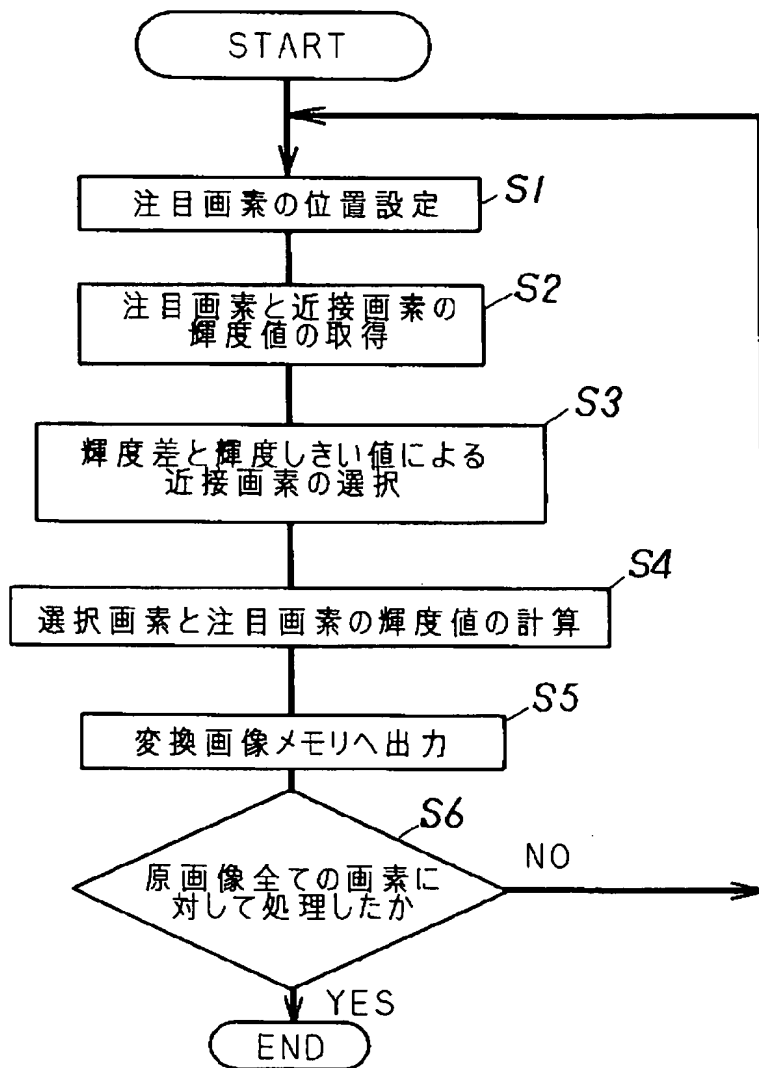 START
注目画素の位置設定
S1
注目画素と近接画素の
輝度値の取得
S2
輝度差と輝度しきい値による
近接画素の選択
S3
選択画素と注目画素の輝度値の計算
S4
変換画像メモリへ出力
S5
原画像全ての画素に
対して処理したか
S6
NO
YES
END